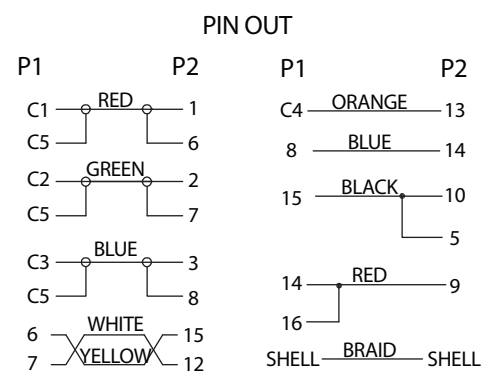 PIN OUT
P1 P2
C1 RED 1
C5 6
C2 GREEN 2
C5 7
C3 BLUE 3
C5 8
6 WHITE 15
7 YELLOW 12
P1 P2
C4 ORANGE 13
8 BLUE 14
15 BLACK 10
5
14 RED 9
16
SHELL BRAID SHELL